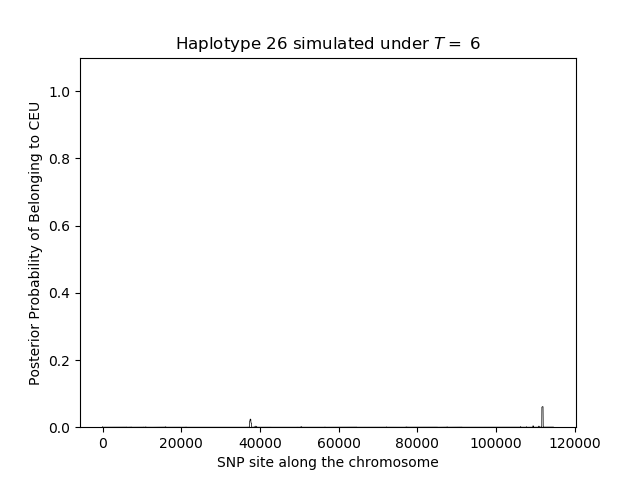 Haplotype 26 simulated under T = 6
Posterior Probability of Belonging to CEU
1.0
0.8
0.6
0.4
0.2
0.0
0 20000 40000 60000 80000 100000 120000
SNP site along the chromosome